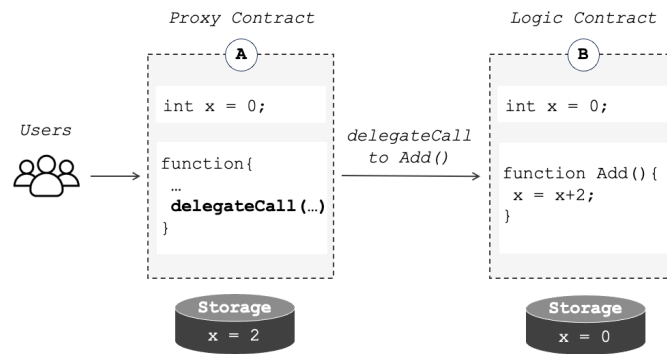 Proxy Contract
Logic Contract
A
B
int x = 0;
int x = 0;
Users
delegateCall
to Add()
function{
…
delegateCall(…)
}
function Add(){
x = x+2;
}
Storage
x = 2
Storage
x = 0